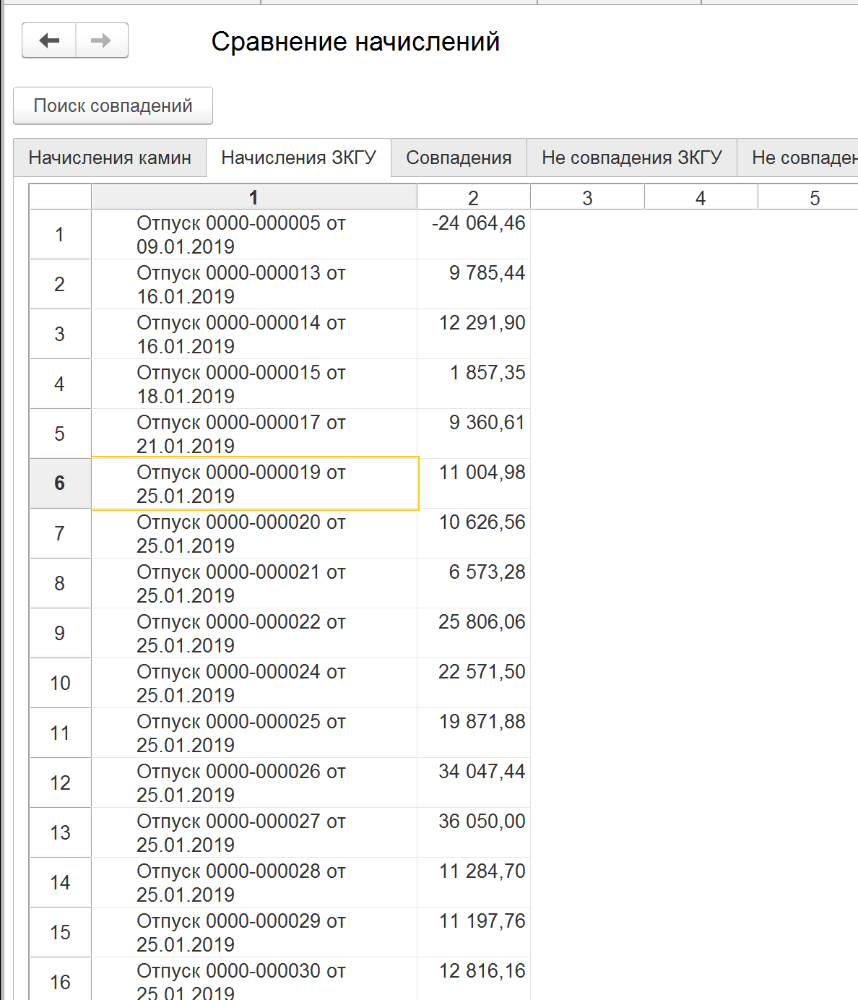 Сравнение начислений
Поиск совпадений
Начисления камин Начисления ЗКГУ Совпадения Не совпадения ЗКГУ Не совпаден
1 2 3 4 5
1 Отпуск 0000-000005 от -24 064,46
09.01.2019
2 Отпуск 0000-000013 от 9 785,44
16.01.2019
3 Отпуск 0000-000014 от 12 291,90
16.01.2019
4 Отпуск 0000-000015 от 1 857,35
18.01.2019
5 Отпуск 0000-000017 от 9 360,61
21.01.2019
6 Отпуск 0000-000019 от 11 004,98
25.01.2019
7 Отпуск 0000-000020 от 10 626,56
25.01.2019
8 Отпуск 0000-000021 от 6 573,28
25.01.2019
9 Отпуск 0000-000022 от 25 806,06
25.01.2019
10 Отпуск 0000-000024 от 22 571,50
25.01.2019
11 Отпуск 0000-000025 от 19 871,88
25.01.2019
12 Отпуск 0000-000026 от 34 047,44
25.01.2019
13 Отпуск 0000-000027 от 36 050,00
25.01.2019
14 Отпуск 0000-000028 от 11 284,70
25.01.2019
15 Отпуск 0000-000029 от 11 197,76
25.01.2019
16 Отпуск 0000-000030 от 12 816,16
25.01.2019